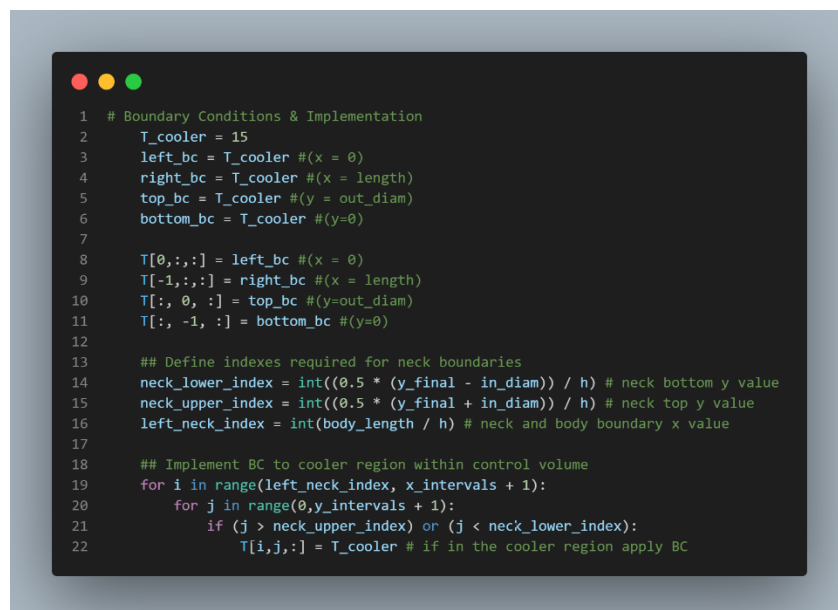 1 # Boundary Conditions & Implementation
2 T_cooler = 15
3 left_bc = T_cooler #(x = 0)
4 right_bc = T_cooler #(x = length)
5 top_bc = T_cooler #(y = out_diam)
6 bottom_bc = T_cooler #(y=0)
7
8 T[0,:,:] = left_bc #(x = 0)
9 T[-1,:,:] = right_bc #(x = length)
10 T[:, 0, :] = top_bc #(y=out_diam)
11 T[:, -1, :] = bottom_bc #(y=0)
12
13 ## Define indexes required for neck boundaries
14 neck_lower_index = int((0.5 * (y_final - in_diam)) / h) # neck bottom y value
15 neck_upper_index = int((0.5 * (y_final + in_diam)) / h) # neck top y value
16 left_neck_index = int(body_length / h) # neck and body boundary x value
17
18 ## Implement BC to cooler region within control volume
19 for i in range(left_neck_index, x_intervals + 1):
20 for j in range(0,y_intervals + 1):
21 if (j > neck_upper_index) or (j < neck_lower_index):
22 T[i,j,:] = T_cooler # if in the cooler region apply BC